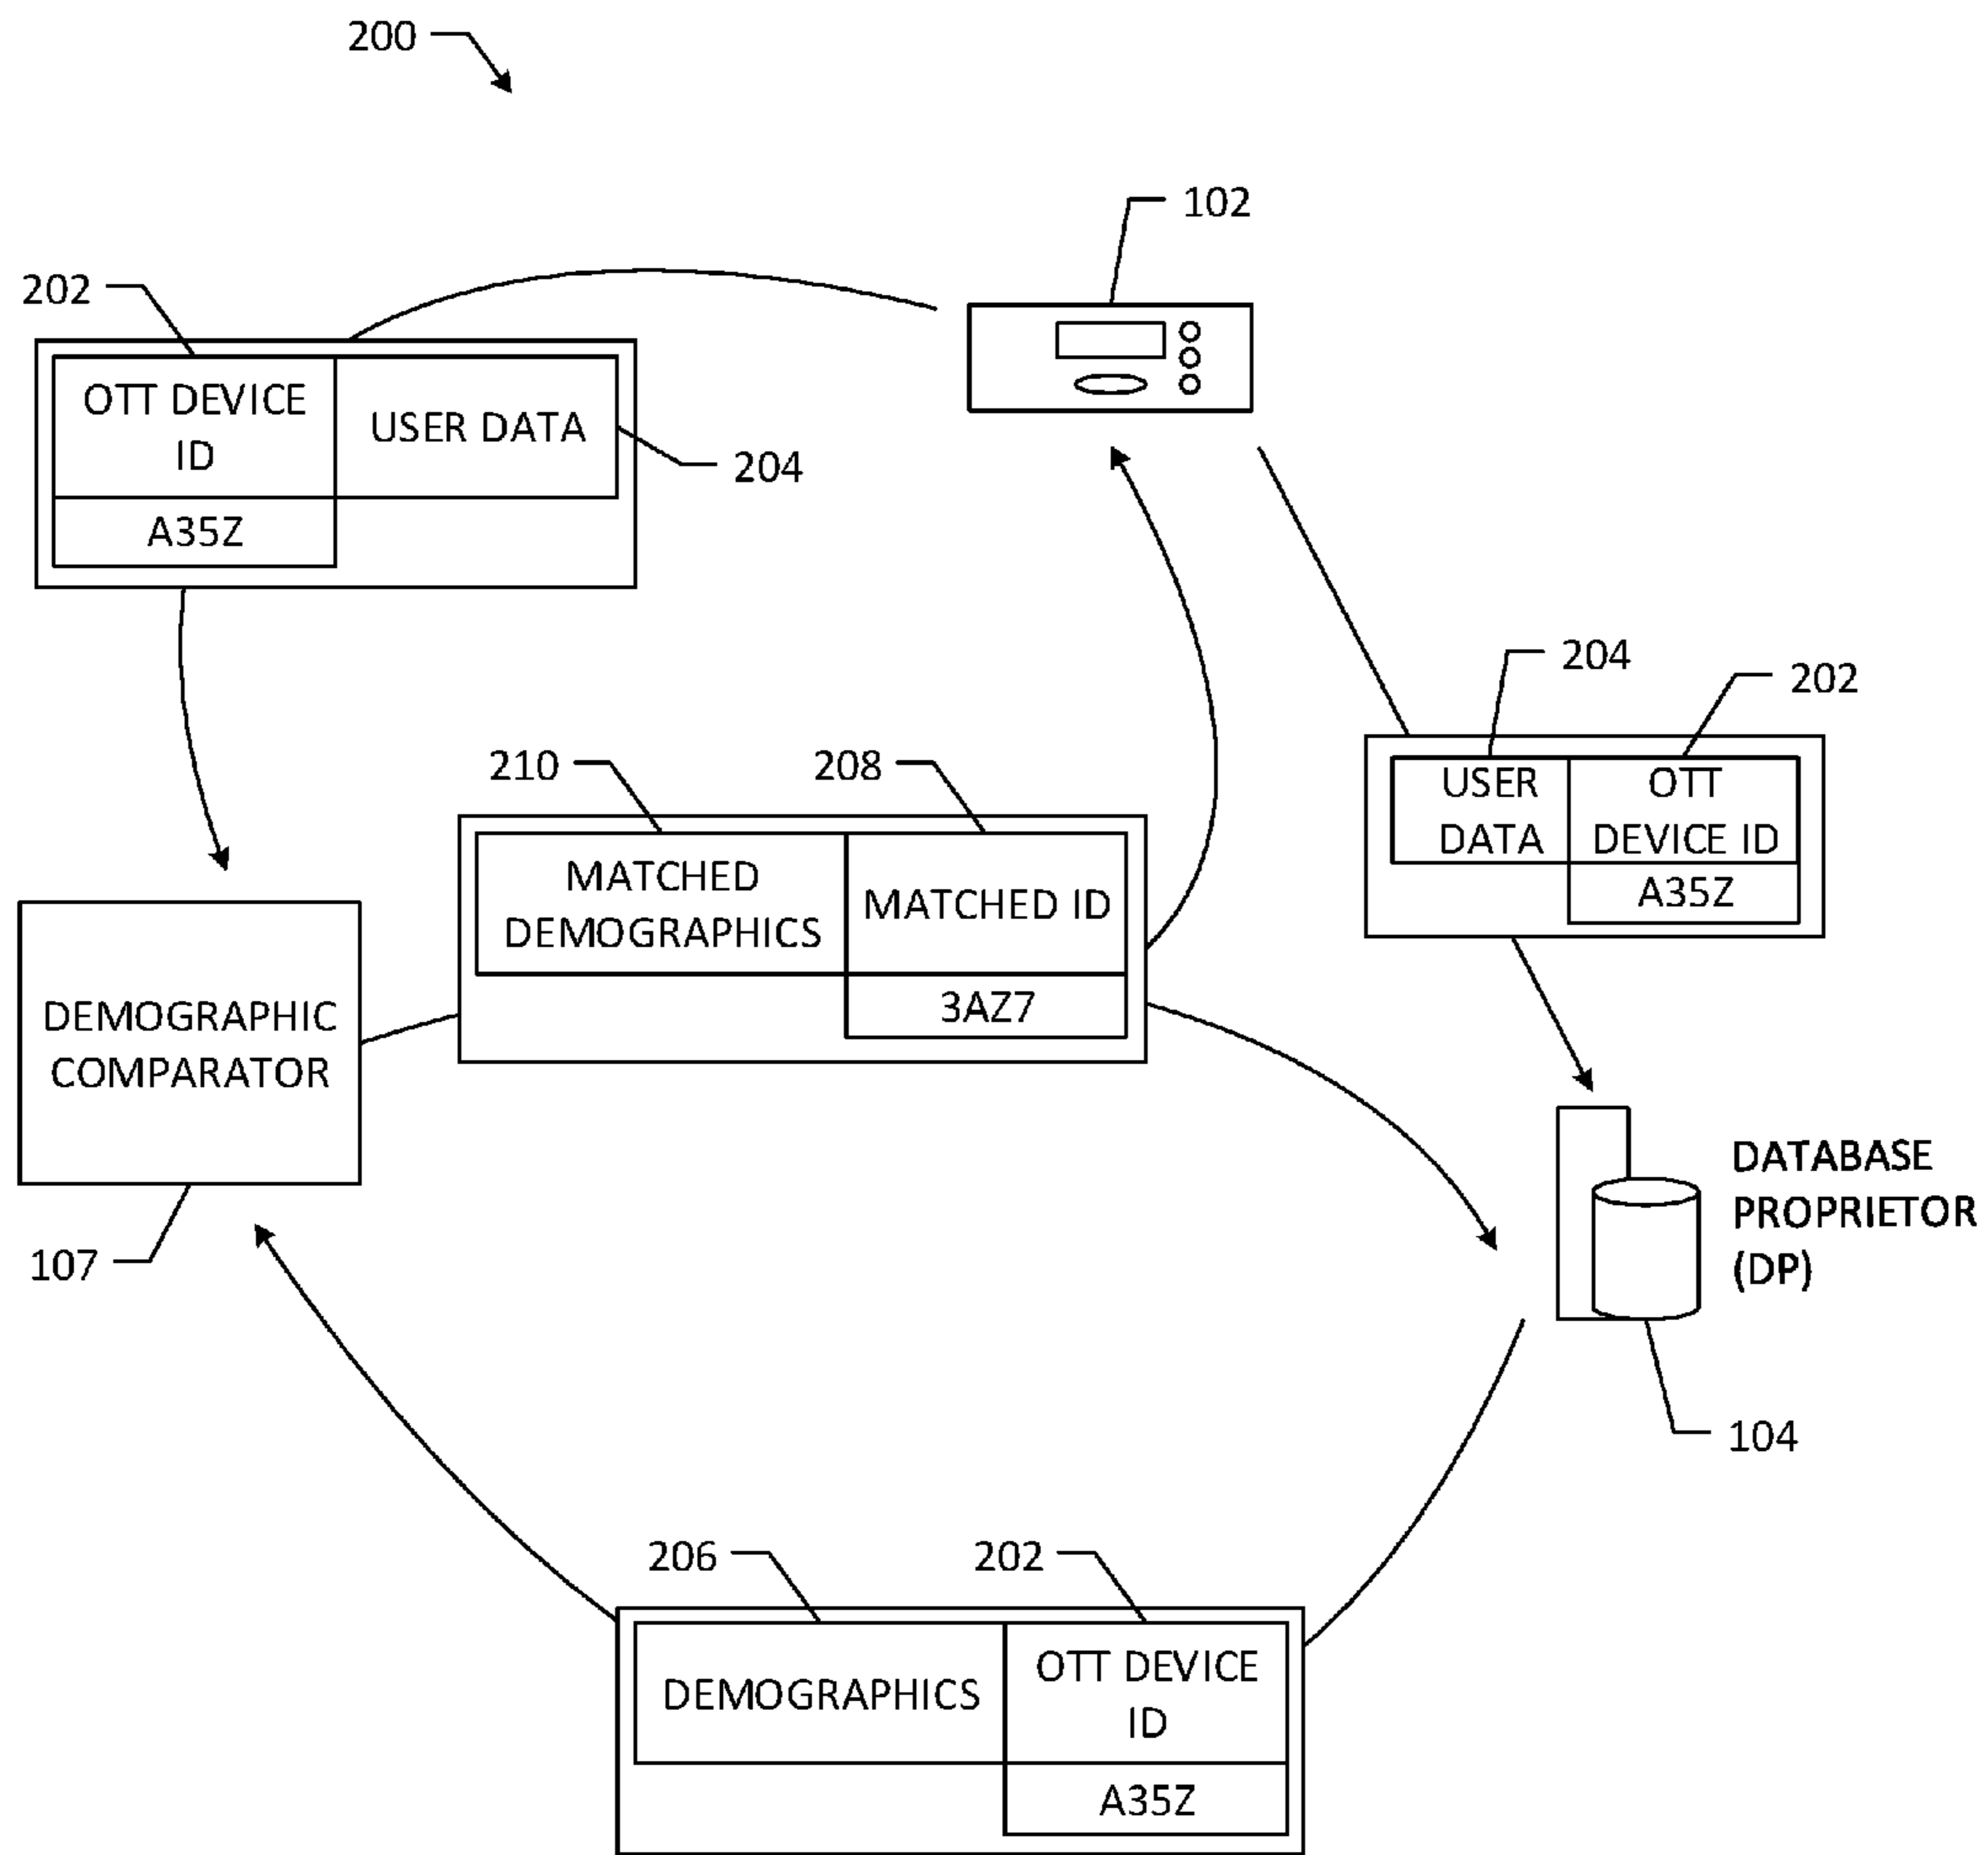 200
102
202
OTT DEVICE
ID
USER DATA
204
A35Z
204
202
USER
DATA
OTT
DEVICE ID
A35Z
210
208
MATCHED
DEMOGRAPHICS
MATCHED ID
3AZ7
DEMOGRAPHIC
COMPARATOR
107
DATABASE
PROPRIETOR
(DP)
104
206
202
DEMOGRAPHICS
OTT DEVICE
ID
A35Z